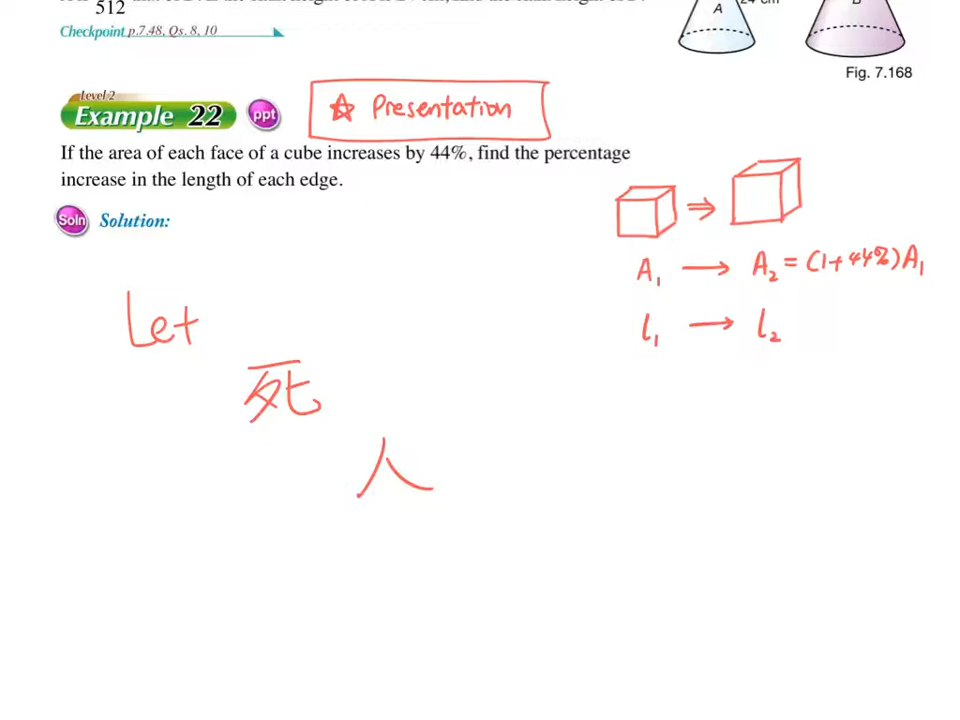 512
24 cm
A
B
Checkpoint p.7.48, Qs. 8, 10
Fig. 7.168
Level 2
Example 22 ppt
☆ Presentation
If the area of each face of a cube increases by 44%, find the percentage
increase in the length of each edge.
Soln Solution:
⇒
A₁ → A₂ = (1+44%)A₁
l₁ → l₂
Let
死
人